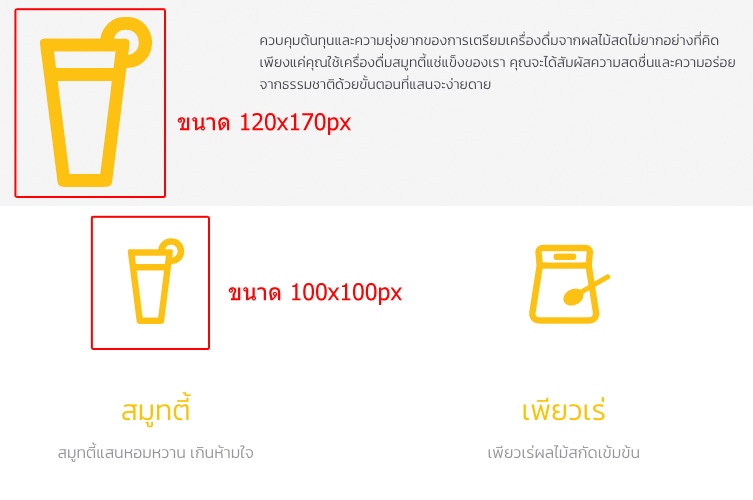 ควบคุมต้นทุนและความยุ่งยากของการเตรียมเครื่องดื่มจากผลไม้สดไม่ยากอย่างที่คิด
เพียงแค่คุณใช้เครื่องดื่มสมูทตี้แช่แข็งของเรา คุณจะได้สัมผัสความสดชื่นและความอร่อย
จากธรรมชาติด้วยขั้นตอนที่แสนจะง่ายดาย
ขนาด 120x170px
ขนาด 100x100px
สมูทตี้
เพียวเร่
สมูทตี้แสนหอมหวาน เกินห้ามใจ
เพียวเร่ผลไม้สกัดเข้มข้น